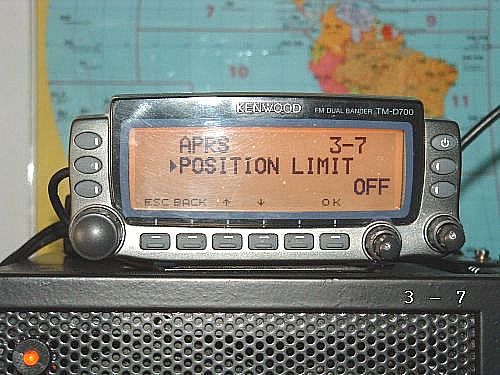 10
7
11
KENWOOD FM DUAL BANDER TM-D700
APRS 3-7
POSITION LIMIT
OFF
ESC BACK ↑ ↓ OK
3 - 7